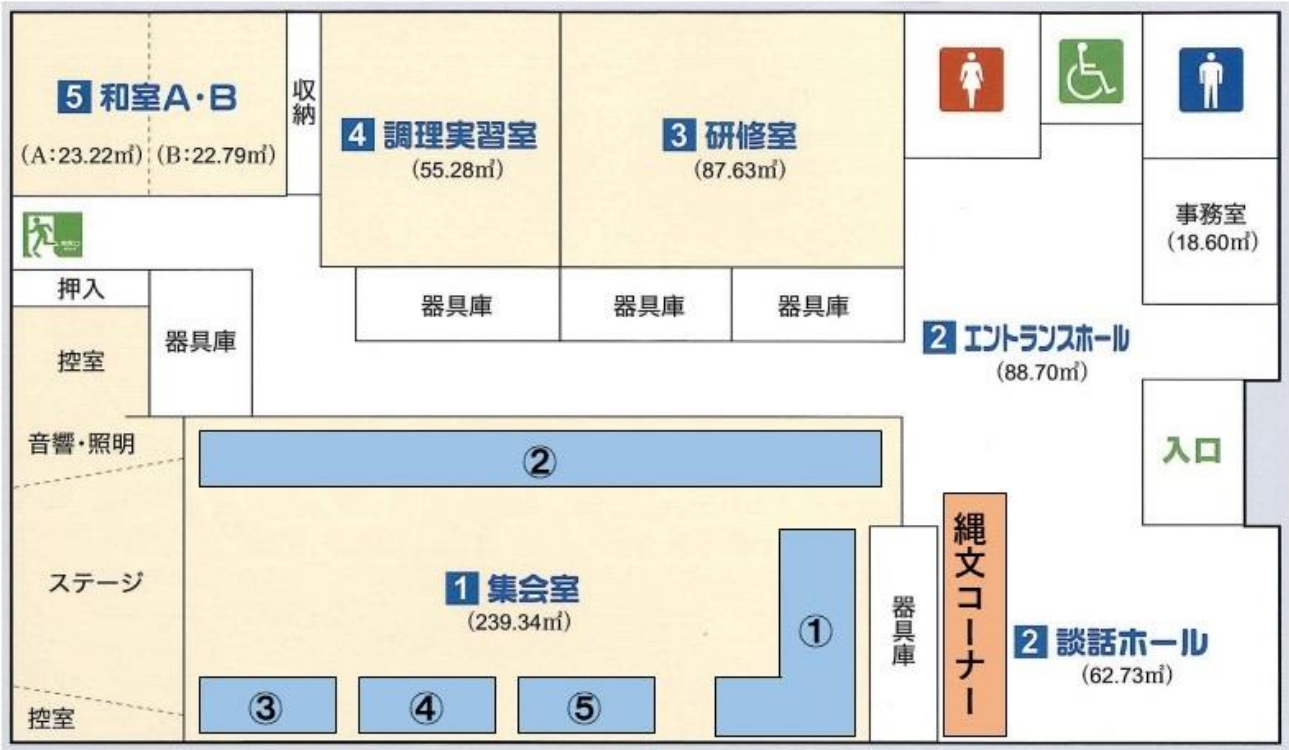 5 和室A・B
(A:23.22㎡) (B:22.79㎡)
収納
4 調理実習室
(55.28㎡)
3 研修室
(87.63㎡)
事務室
(18.60㎡)
押入
器具庫
器具庫
器具庫
器具庫
控室
2 エントランスホール
(88.70㎡)
音響・照明
②
入口
ステージ
1 集会室
(239.34㎡)
①
器具庫
縄文コーナー
2 談話ホール
(62.73㎡)
控室
③
④
⑤